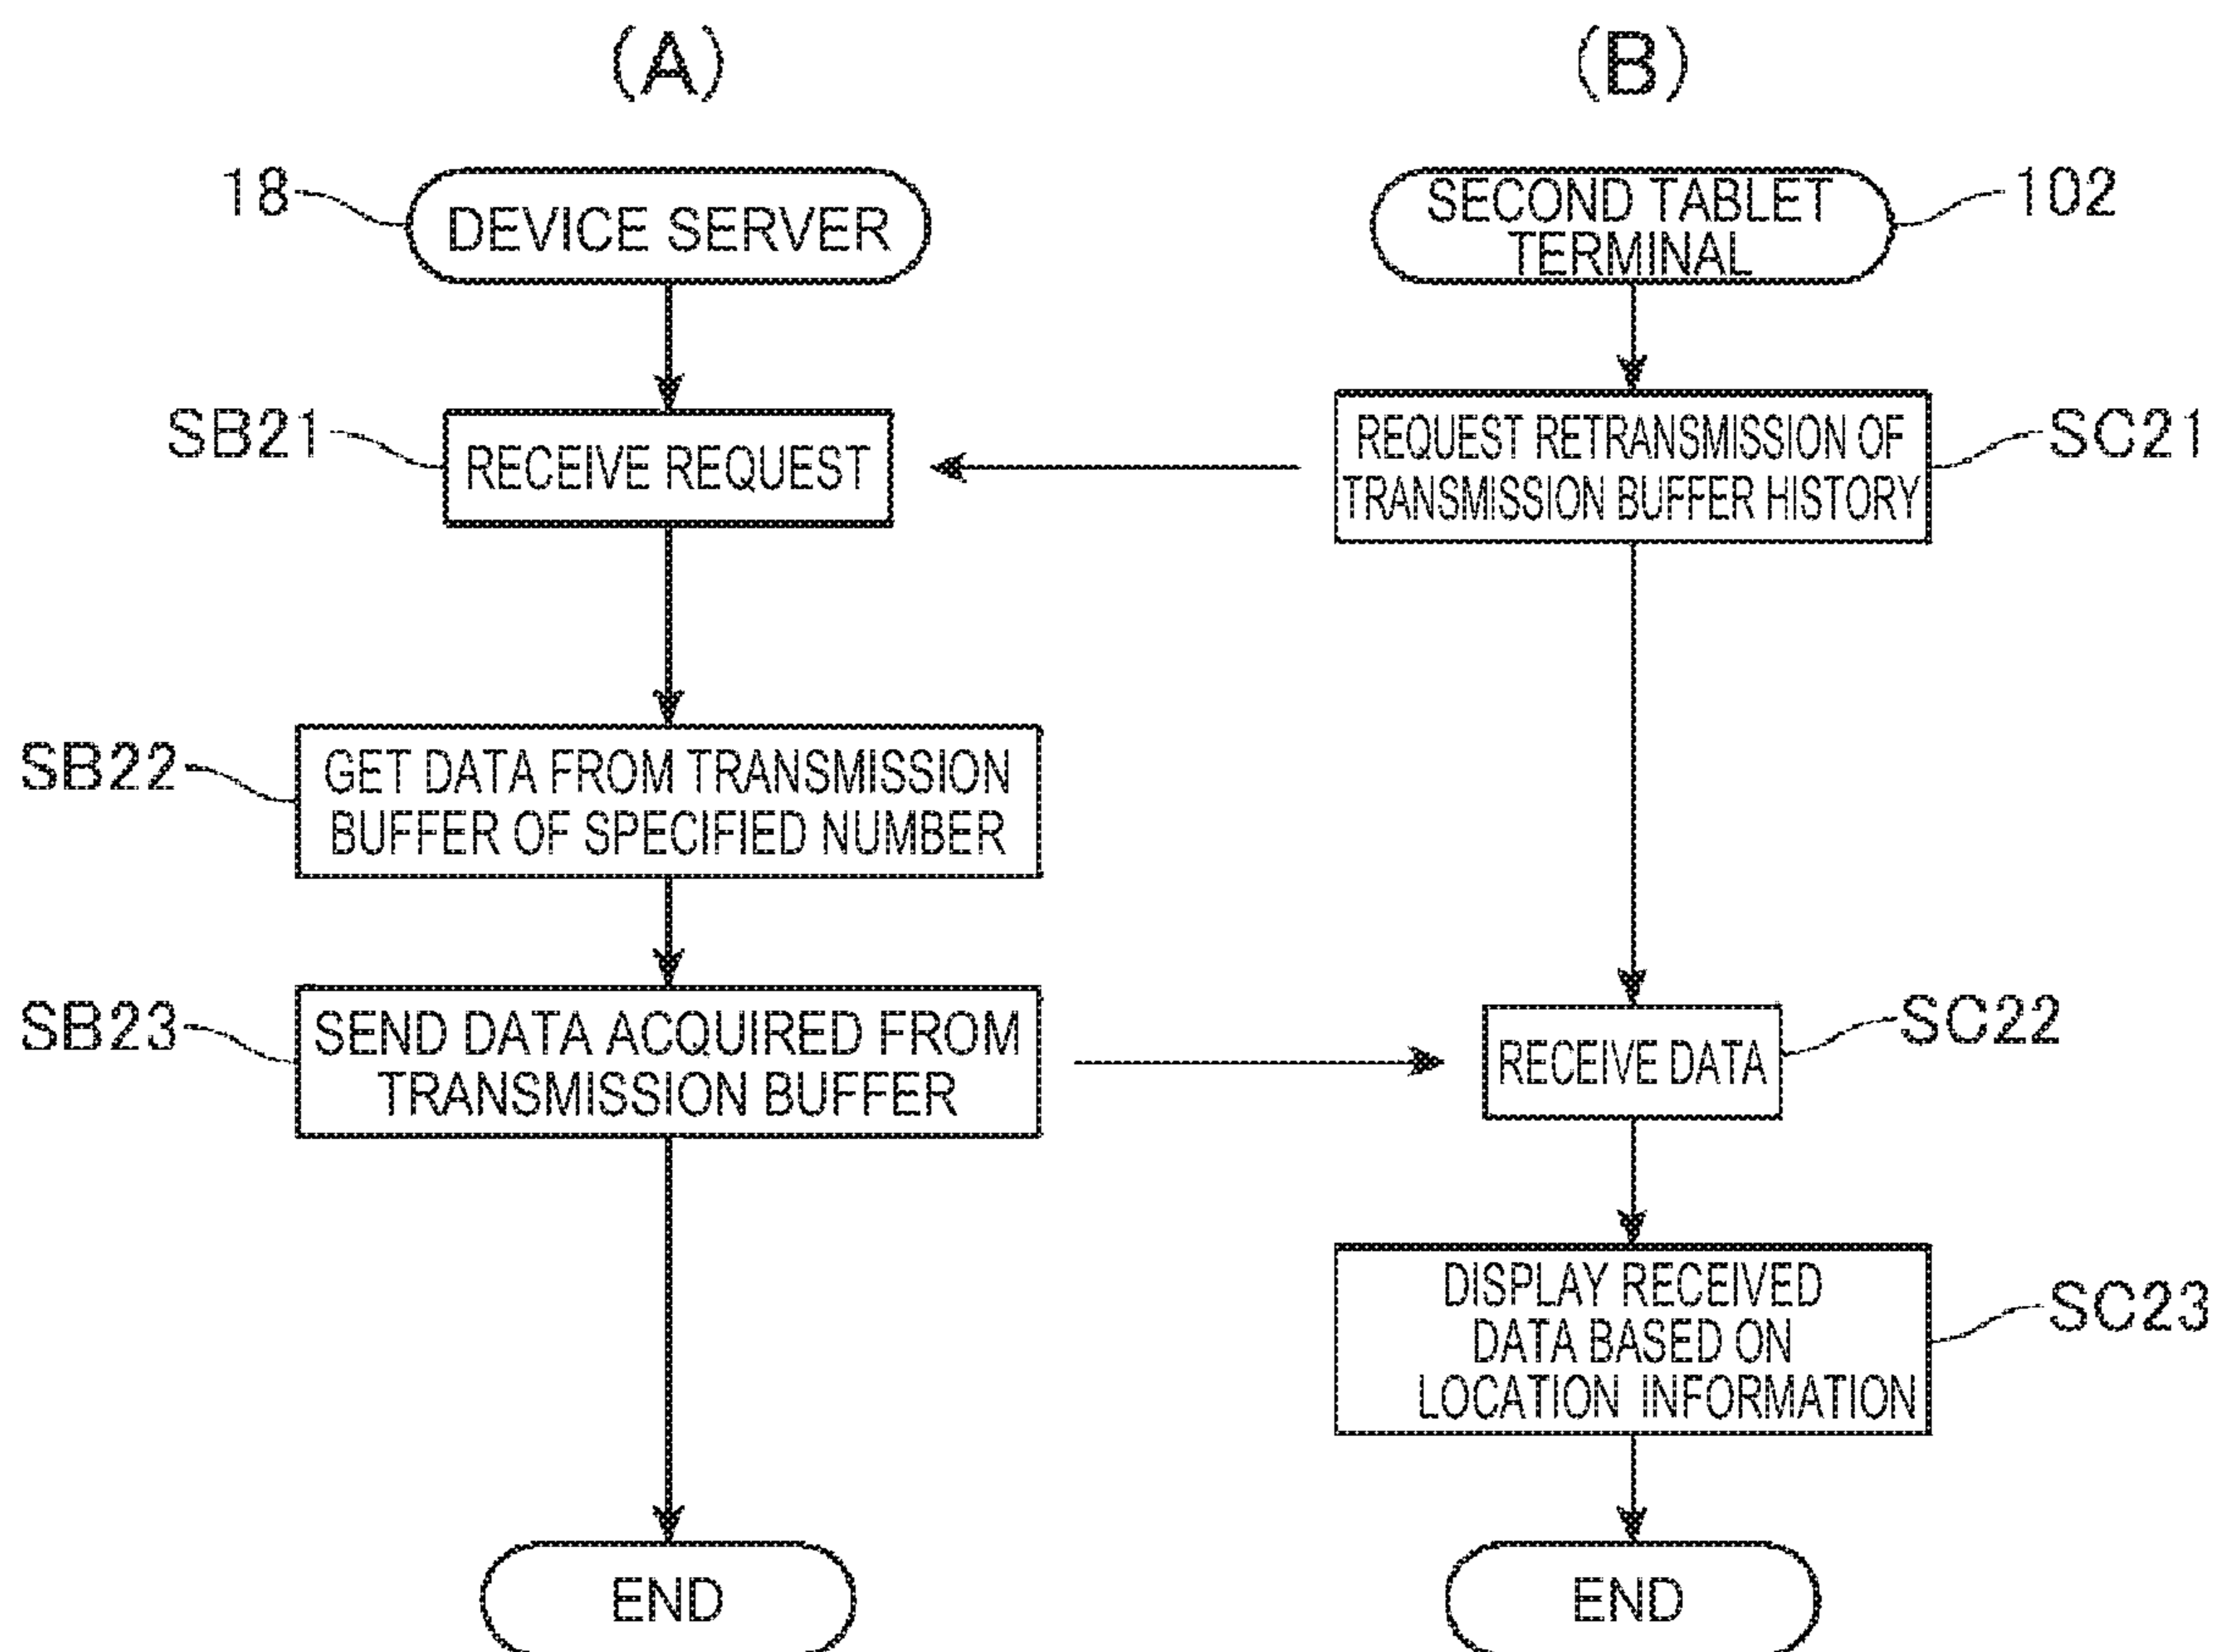 (A)
18
DEVICE SERVER
SB21
RECEIVE REQUEST
SB22
GET DATA FROM TRANSMISSION
BUFFER OF SPECIFIED NUMBER
SB23
SEND DATA ACQUIRED FROM
TRANSMISSION BUFFER
END
(B)
SECOND TABLET
TERMINAL
102
REQUEST RETRANSMISSION OF
TRANSMISSION BUFFER HISTORY
SC21
RECEIVE DATA
SC22
DISPLAY RECEIVED
DATA BASED ON
LOCATION INFORMATION
SC23
END